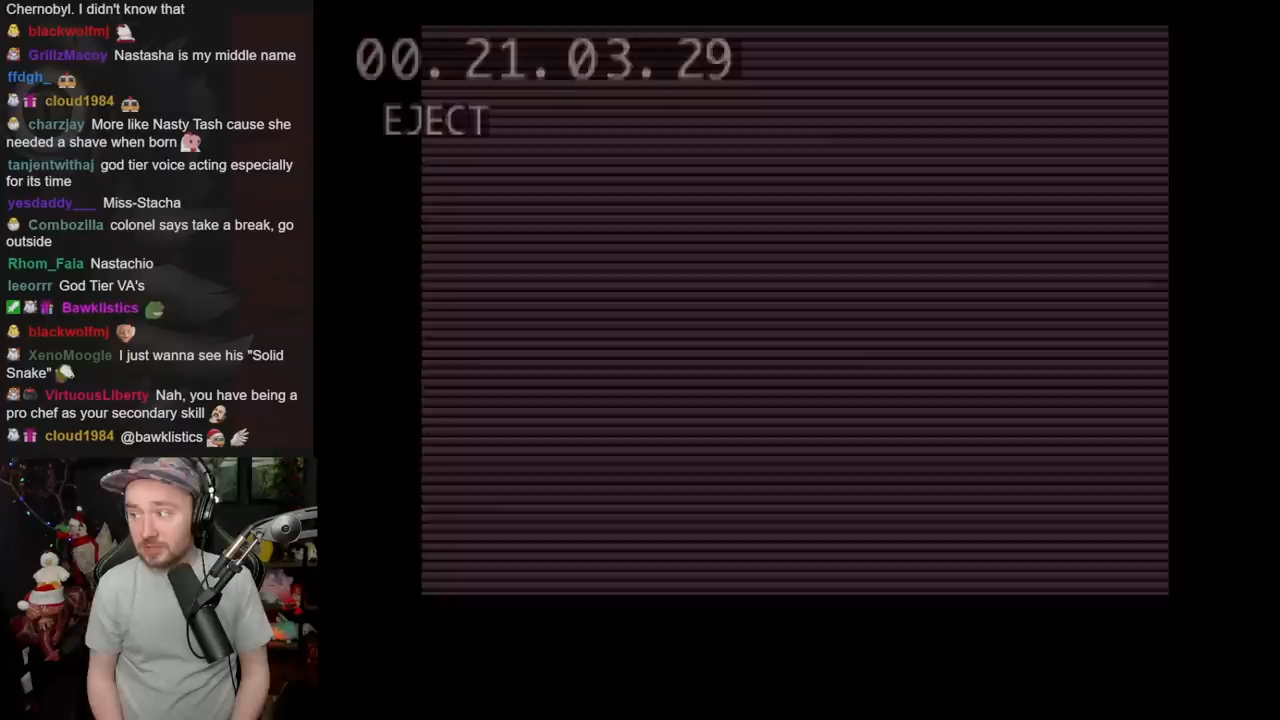 Chernobyl. I didn't know that
blackwolfmj
GrillzMacoy Nastasha is my middle name
ffdgh_
cloud1984
charzjay More like Nasty Tash cause she
needed a shave when born
tanjentwithaj god tier voice acting especially
for its time
yesdaddy___ Miss-Stacha
Combozilla colonel says take a break, go
outside
Rhom_Faia Nastachio
leeorrr God Tier VA's
Bawklistics
blackwolfmj
XenoMoogle I just wanna see his "Solid
Snake"
VirtuousLiberty Nah, you have being a
pro chef as your secondary skill
cloud1984 @bawklistics
00.21.03.29
EJECT